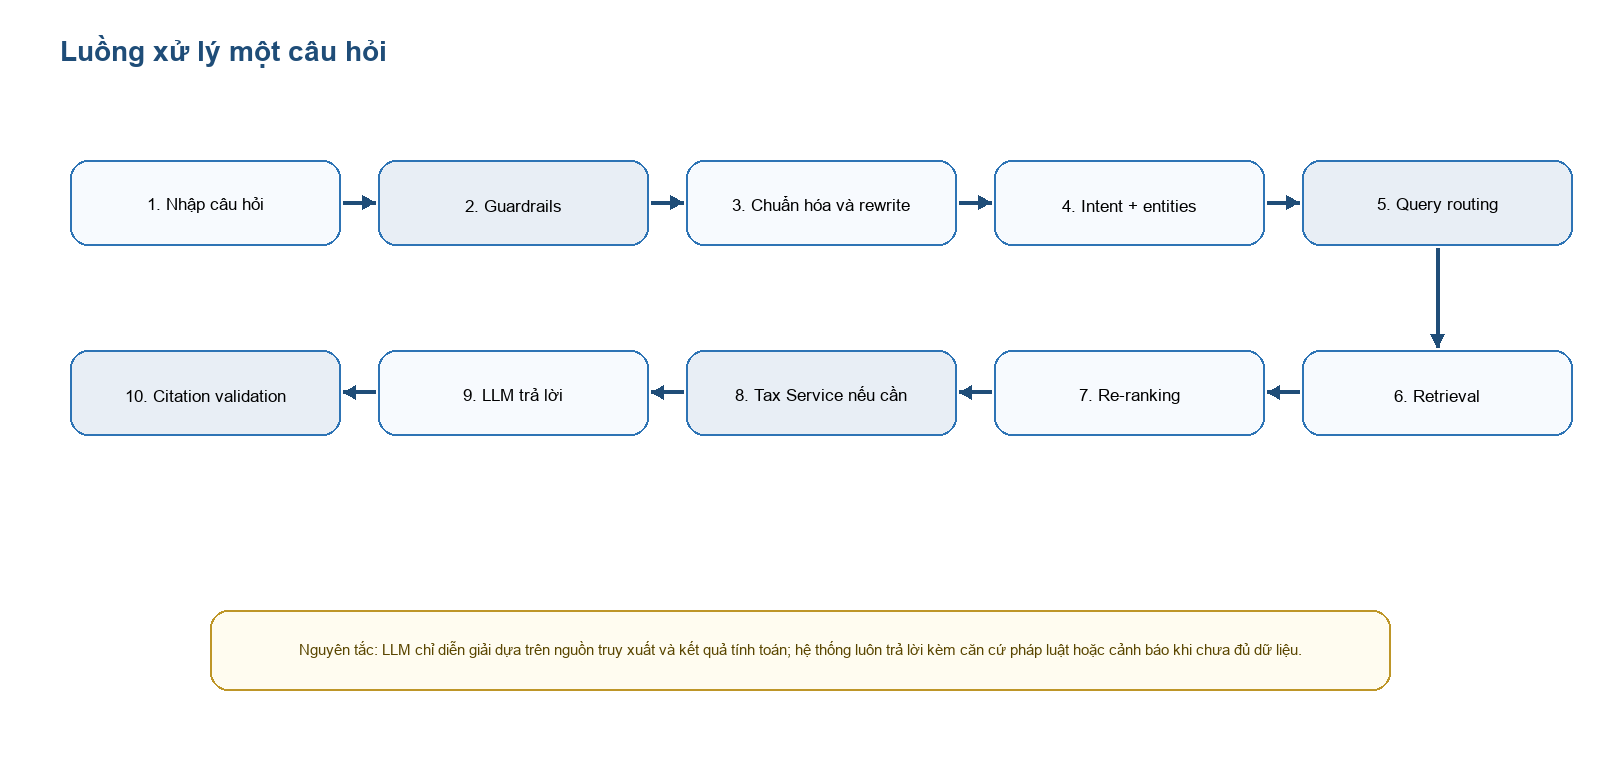 Luồng xử lý một câu hỏi
1. Nhập câu hỏi
2. Guardrails
3. Chuẩn hóa và rewrite
4. Intent + entities
5. Query routing
6. Retrieval
7. Re-ranking
8. Tax Service nếu cần
9. LLM trả lời
10. Citation validation
Nguyên tắc: LLM chỉ diễn giải dựa trên nguồn truy xuất và kết quả tính toán; hệ thống luôn trả lời kèm căn cứ pháp luật hoặc cảnh báo khi chưa đủ dữ liệu.